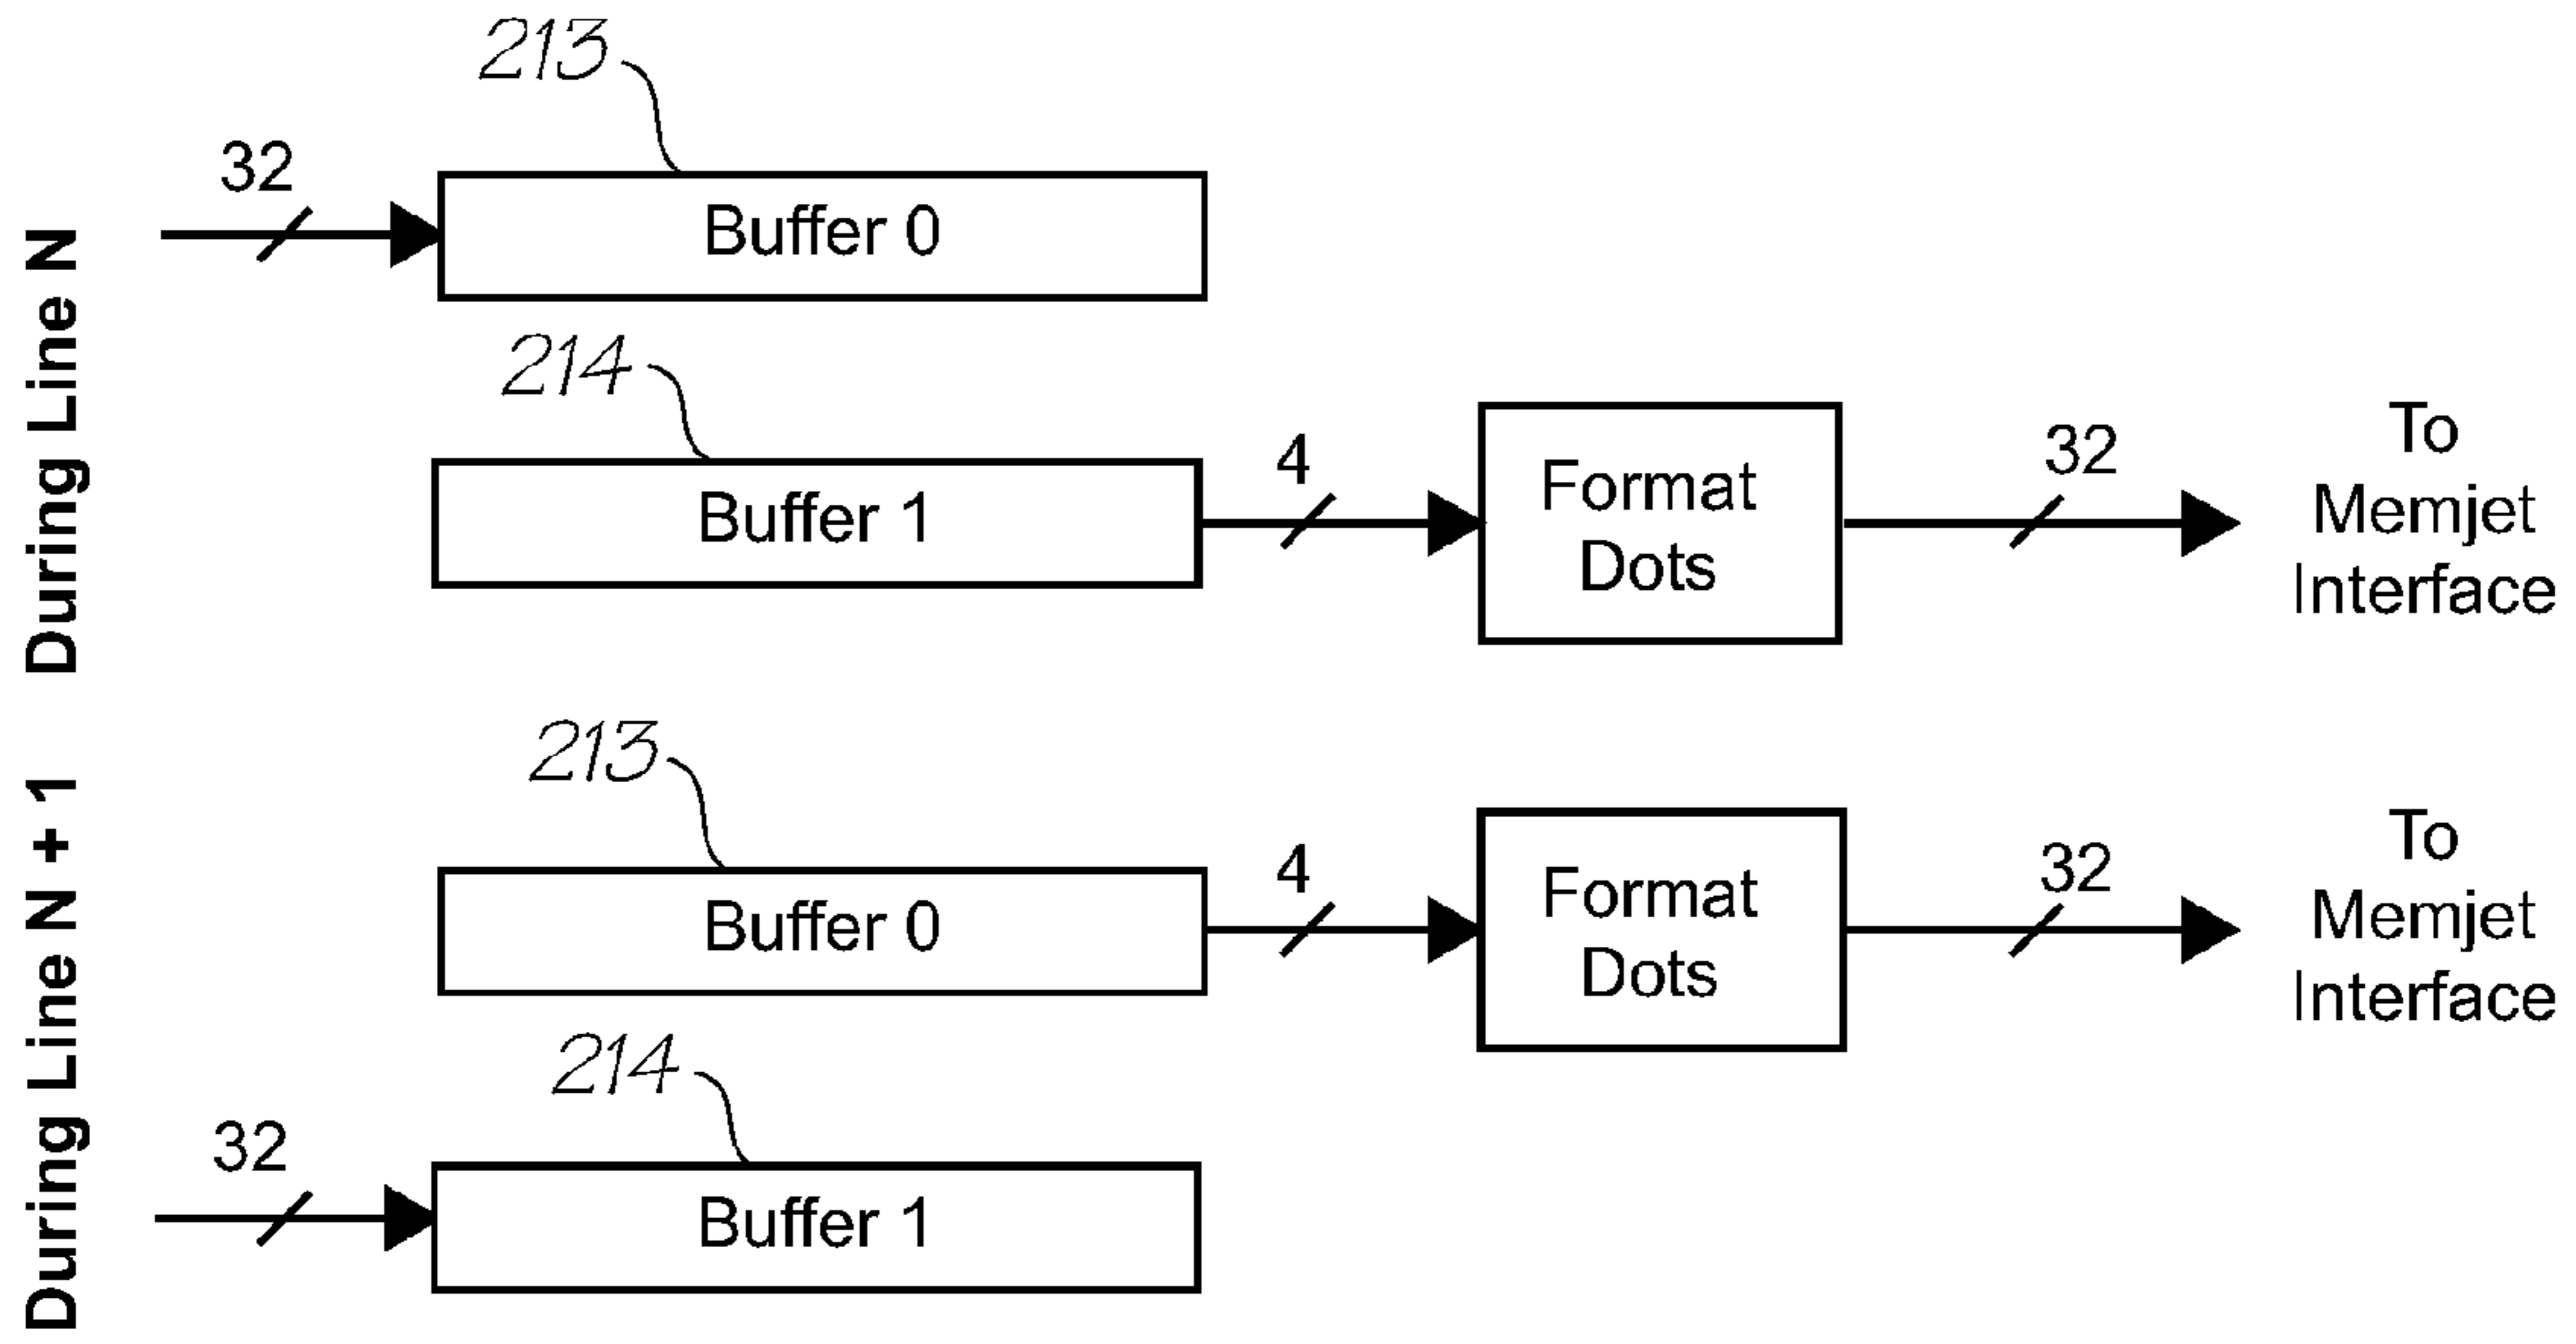 During Line N
213
32
Buffer 0
214
Buffer 1
4
Format
Dots
32
To
Memjet
Interface
During Line N + 1
213
Buffer 0
4
Format
Dots
32
To
Memjet
Interface
214
32
Buffer 1